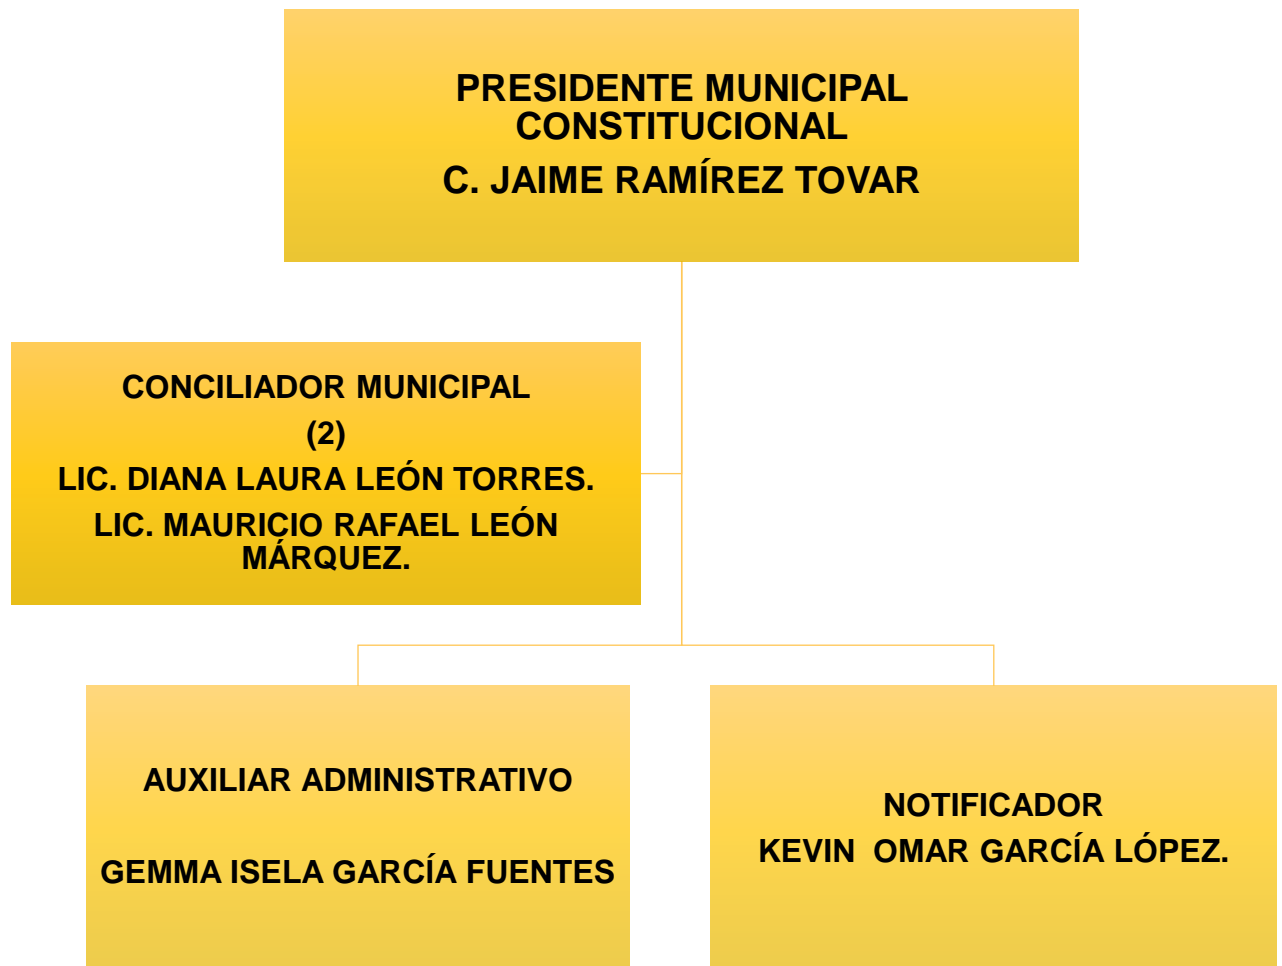 PRESIDENTE MUNICIPAL
CONSTITUCIONAL
C. JAIME RAMÍREZ TOVAR
CONCILIADOR MUNICIPAL
(2)
LIC. DIANA LAURA LEÓN TORRES.
LIC. MAURICIO RAFAEL LEÓN
MÁRQUEZ.
AUXILIAR ADMINISTRATIVO
GEMMA ISELA GARCÍA FUENTES
NOTIFICADOR
KEVIN  OMAR GARCÍA LÓPEZ.